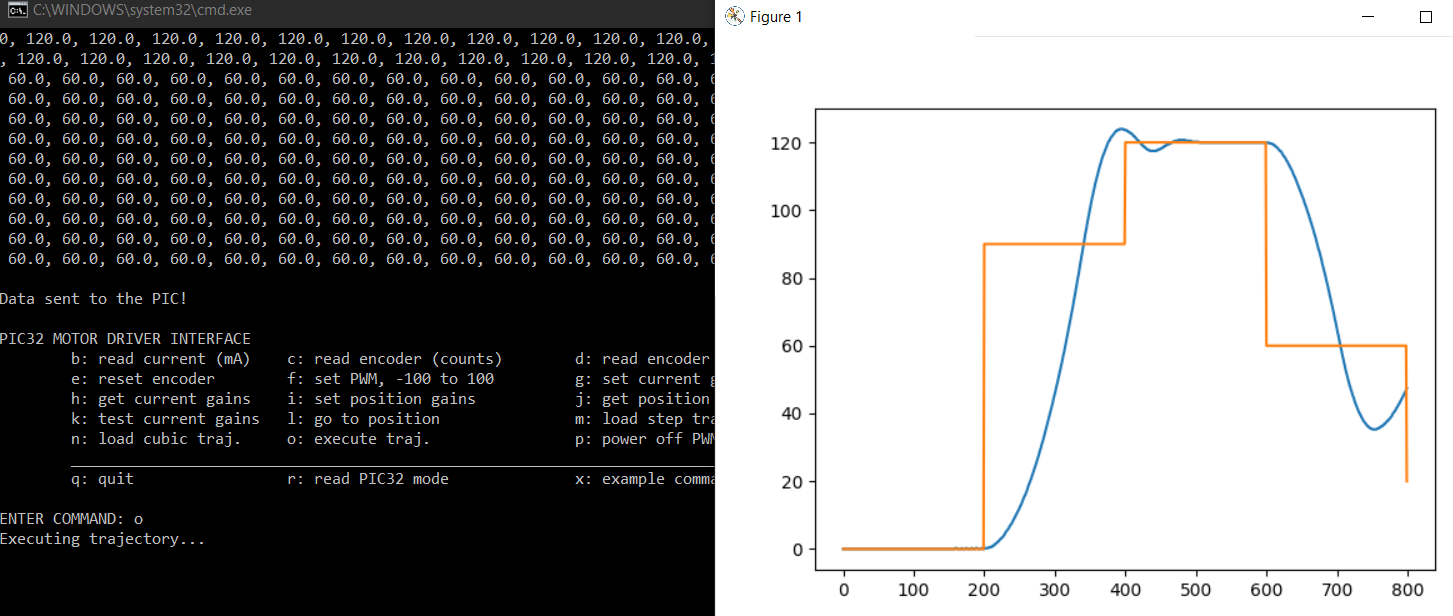 C:\WINDOWS\system32\cmd.exe
0, 120.0, 120.0, 120.0, 120.0, 120.0, 120.0, 120.0, 120.0, 120.0, 120.0, 120.0, 120.0,
, 120.0, 120.0, 120.0, 120.0, 120.0, 120.0, 120.0, 120.0, 120.0, 120.0, 120.0, 120.0,
60.0, 60.0, 60.0, 60.0, 60.0, 60.0, 60.0, 60.0, 60.0, 60.0, 60.0, 60.0, 60.0,
60.0, 60.0, 60.0, 60.0, 60.0, 60.0, 60.0, 60.0, 60.0, 60.0, 60.0, 60.0, 60.0,
60.0, 60.0, 60.0, 60.0, 60.0, 60.0, 60.0, 60.0, 60.0, 60.0, 60.0, 60.0, 60.0,
60.0, 60.0, 60.0, 60.0, 60.0, 60.0, 60.0, 60.0, 60.0, 60.0, 60.0, 60.0, 60.0,
60.0, 60.0, 60.0, 60.0, 60.0, 60.0, 60.0, 60.0, 60.0, 60.0, 60.0, 60.0, 60.0,
60.0, 60.0, 60.0, 60.0, 60.0, 60.0, 60.0, 60.0, 60.0, 60.0, 60.0, 60.0, 60.0,
60.0, 60.0, 60.0, 60.0, 60.0, 60.0, 60.0, 60.0, 60.0, 60.0, 60.0, 60.0, 60.0,
60.0, 60.0, 60.0, 60.0, 60.0, 60.0, 60.0, 60.0, 60.0, 60.0, 60.0, 60.0, 60.0,
60.0, 60.0, 60.0, 60.0, 60.0, 60.0, 60.0, 60.0, 60.0, 60.0, 60.0, 60.0, 60.0,
60.0, 60.0, 60.0, 60.0, 60.0, 60.0, 60.0, 60.0, 60.0, 60.0, 60.0, 60.0, 60.0,
Data sent to the PIC!
PIC32 MOTOR DRIVER INTERFACE
b: read current (mA) c: read encoder (counts) d: read encoder
e: reset encoder f: set PWM, -100 to 100 g: set current
h: get current gains i: set position gains j: get position
k: test current gains l: go to position m: load step
n: load cubic traj. o: execute traj. p: power off
q: quit r: read PIC32 mode x: example
ENTER COMMAND: o
Executing trajectory...
Figure 1
120
100
80
60
40
20
0
0 100 200 300 400 500 600 700 800